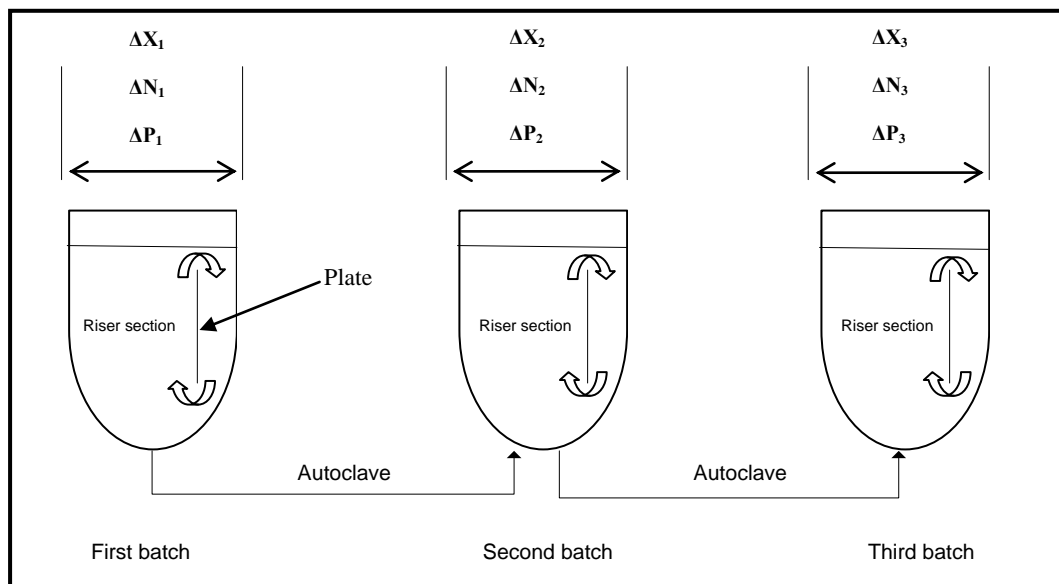 ΔX₁ ΔX₂ ΔX₃
ΔN₁ ΔN₂ ΔN₃
ΔP₁ ΔP₂ ΔP₃
Plate
Riser section Riser section Riser section
Autoclave Autoclave
First batch Second batch Third batch